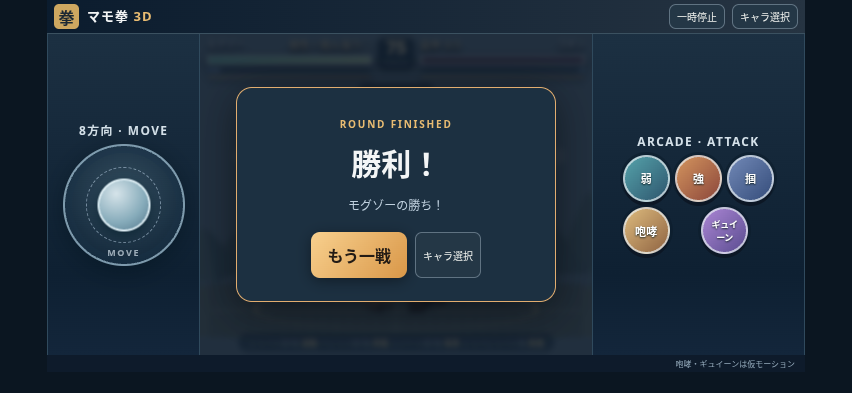 拳 マモ拳 3D
一時停止 キャラ選択
75
8方向 · MOVE
MOVE
ROUND FINISHED
勝利！
モグゾーの勝ち！
もう一戦 キャラ選択
ARCADE · ATTACK
弱 強 掴
咆哮 ギュイ
ーン
咆哮・ギュイーンは仮モーション